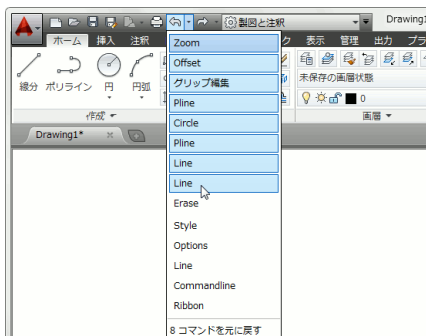 製図と注釈
Drawing1
ホーム 挿入 注釈 ク 表示 管理 出力 プラ
線分 ポリライン 円 円弧
未保存の画層状態
0
作成
画層
Drawing1*
Zoom
Offset
グリップ編集
Pline
Circle
Pline
Line
Line
Erase
Style
Options
Line
Commandline
Ribbon
8 コマンドを元に戻す